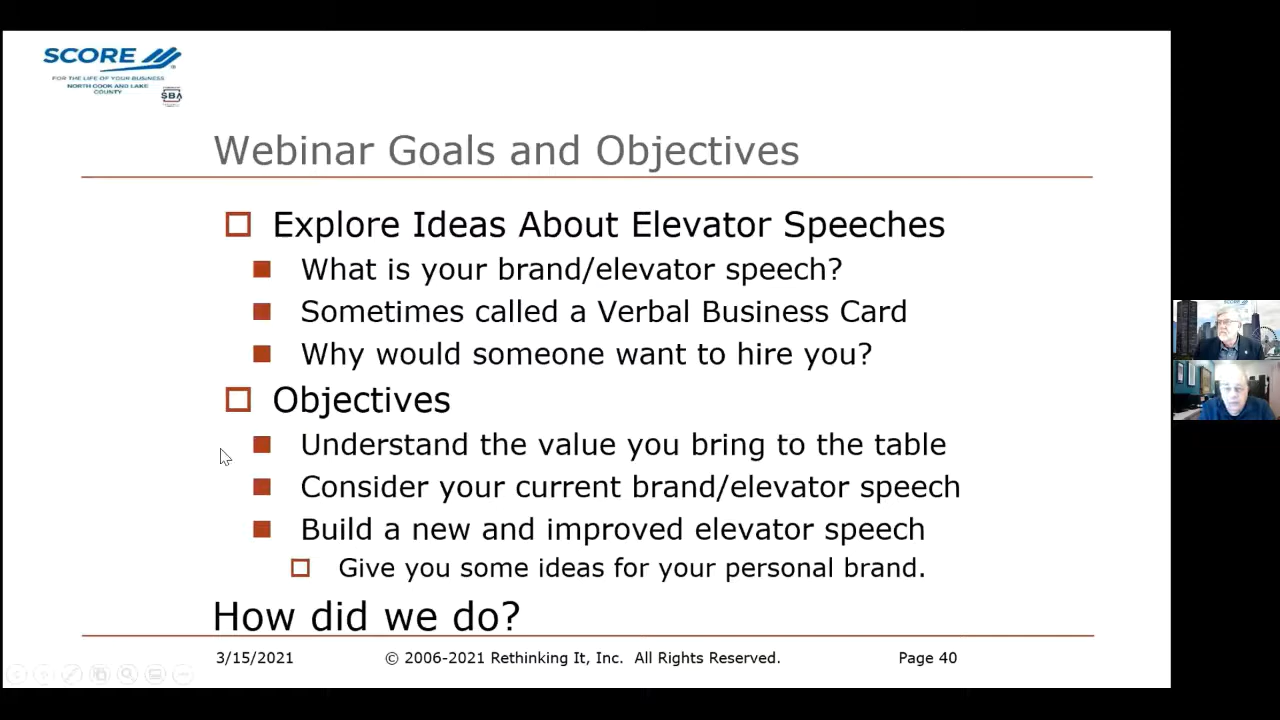 SCORE
FOR THE LIFE OF YOUR BUSINESS
NORTH COOK AND LAKE
COUNTY
SBA
Webinar Goals and Objectives
Explore Ideas About Elevator Speeches
What is your brand/elevator speech?
Sometimes called a Verbal Business Card
Why would someone want to hire you?
Objectives
Understand the value you bring to the table
Consider your current brand/elevator speech
Build a new and improved elevator speech
Give you some ideas for your personal brand.
How did we do?
3/15/2021 © 2006-2021 Rethinking It, Inc. All Rights Reserved. Page 40
SCORE